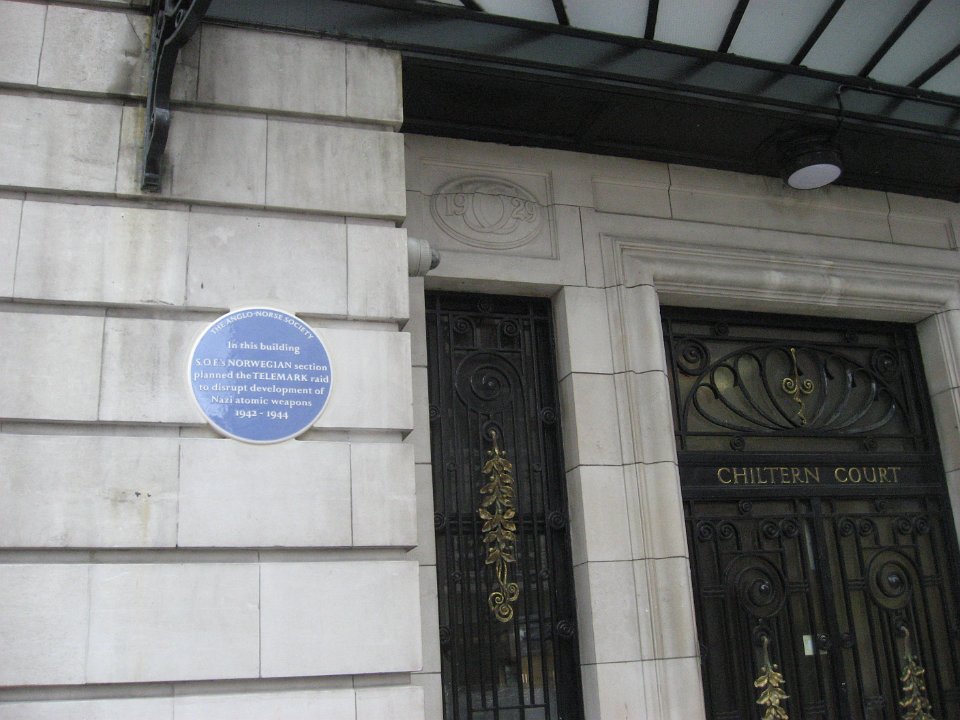 THE ANGLO-NORSE SOCIETY
In this building
S.O.E.'s NORWEGIAN section
planned the TELEMARK raid
to disrupt development of
Nazi atomic weapons
1942 - 1944
1929
CHILTERN COURT